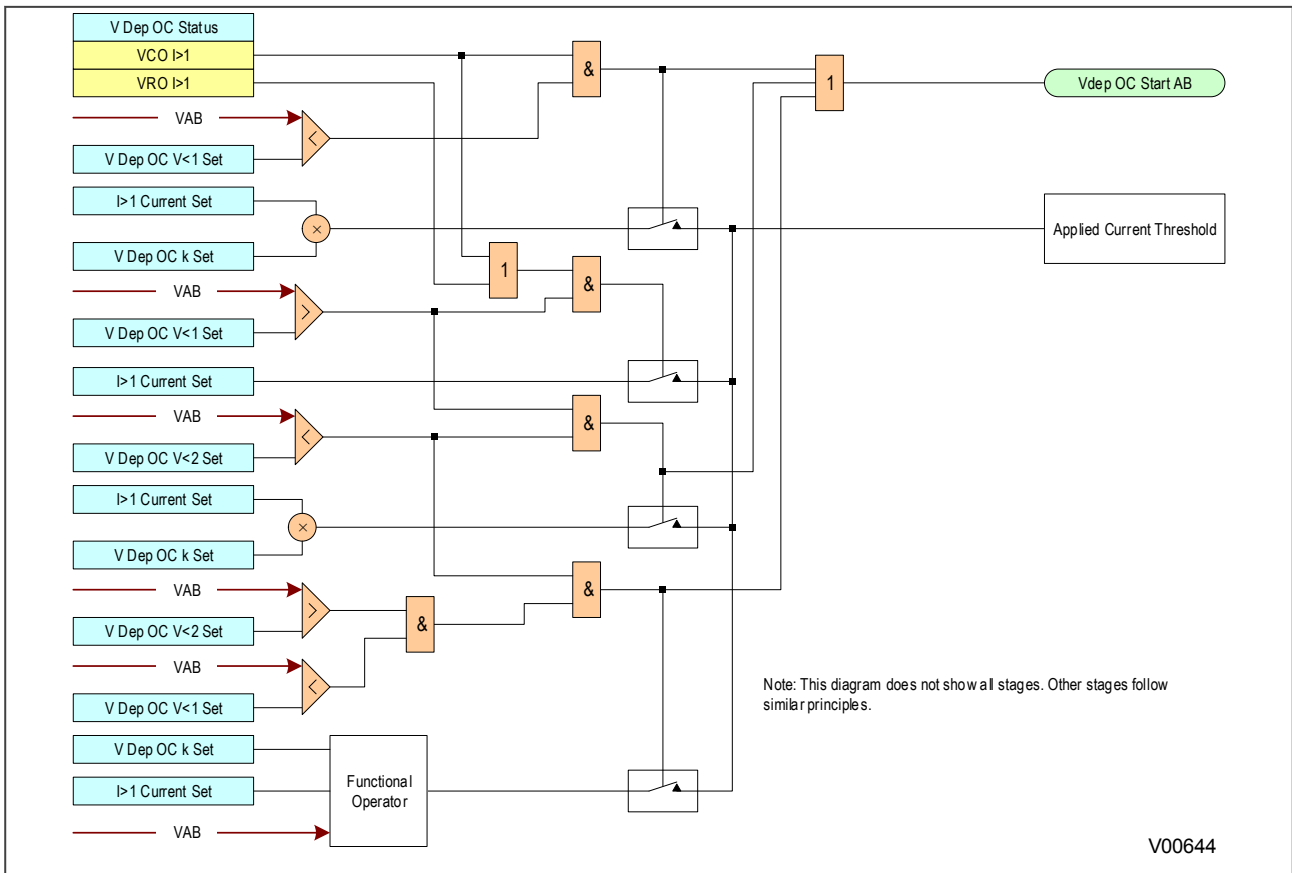 V Dep OC Status
VCO I>1
VRO I>1
VAB
V Dep OC V<1 Set
I>1 Current Set
V Dep OC k Set
VAB
V Dep OC V<1 Set
I>1 Current Set
VAB
V Dep OC V<2 Set
I>1 Current Set
V Dep OC k Set
VAB
V Dep OC V<2 Set
VAB
V Dep OC V<1 Set
V Dep OC k Set
I>1 Current Set
VAB
<
×
>
<
×
>
<
Functional
Operator
1
&
&
&
&
&
1
Vdep OC Start AB
Applied Current Threshold
Note: This diagram does not show all stages. Other stages follow
similar principles.
V00644